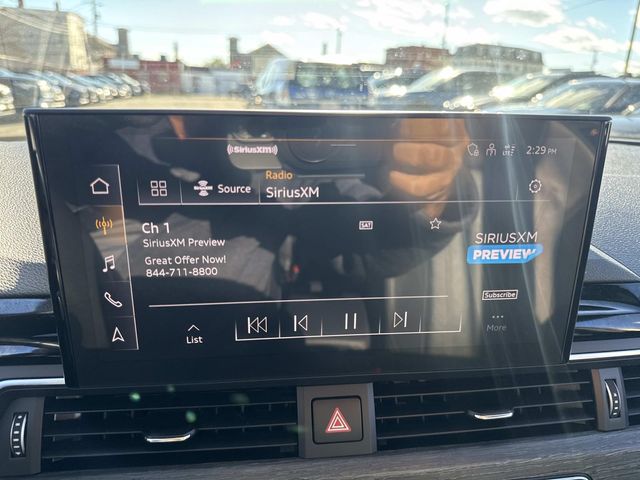 ((SiriusXM))
2:29 PM
Radio
Source
SiriusXM
Ch 1
SAT
SiriusXM Preview
Great Offer Now!
844-711-8800
SIRIUSXM
PREVIEW
Subscribe
List
More